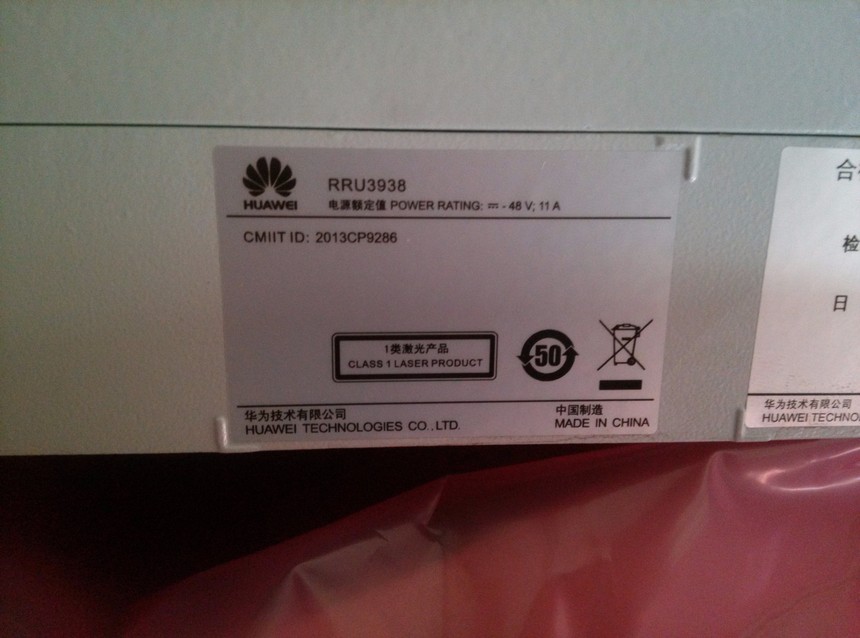 HUAWEI
RRU3938
电源额定值 POWER RATING: ⎓ - 48 V; 11 A
CMIIT ID: 2013CP9286
1类激光产品
CLASS 1 LASER PRODUCT
50
华为技术有限公司
HUAWEI TECHNOLOGIES CO.,LTD.
中国制造
MADE IN CHINA
合
检
日
华为技术有限公司
HUAWEI TECHNO